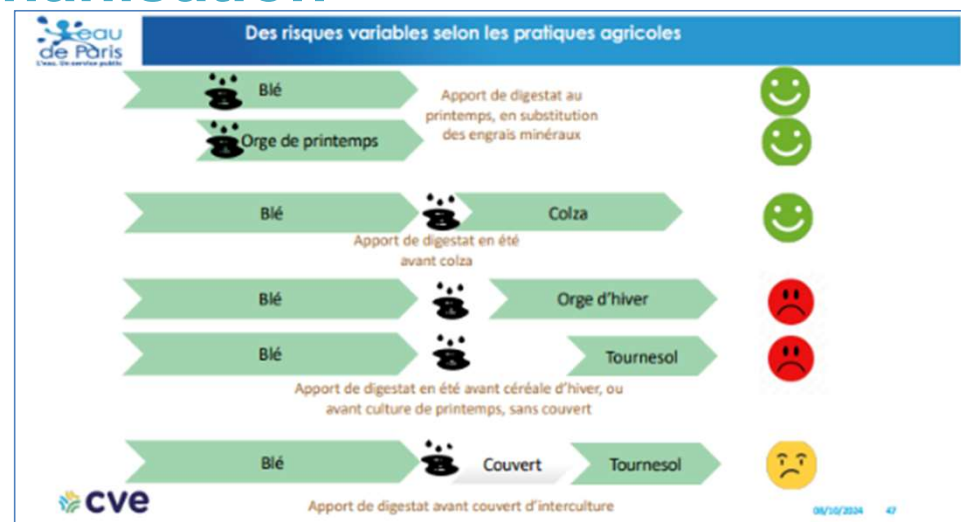 eau
de Paris
L'eau. Un service public
Des risques variables selon les pratiques agricoles
Blé
Apport de digestat au
printemps, en substitution
des engrais minéraux
Orge de printemps
Blé
Colza
Apport de digestat en été
avant colza
Blé
Orge d'hiver
Blé
Tournesol
Apport de digestat en été avant céréale d'hiver, ou
avant culture de printemps, sans couvert
Blé
Couvert
Tournesol
cve
Apport de digestat avant couvert d'interculture
08/10/2024
47